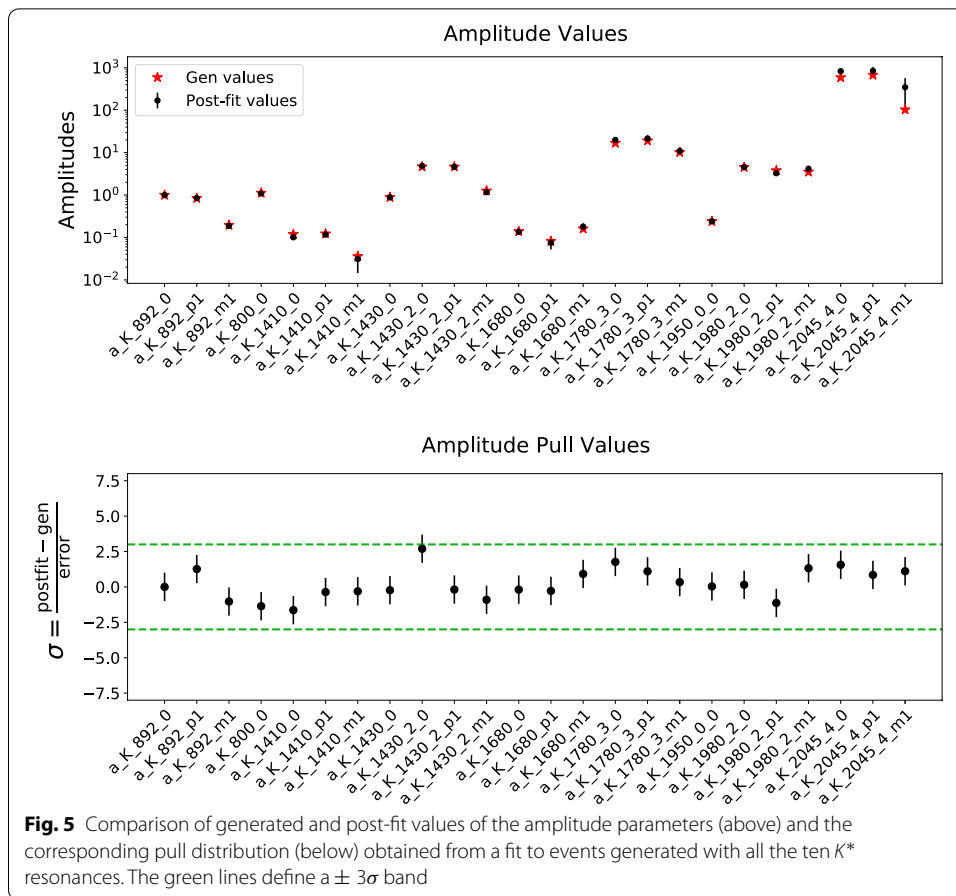 Amplitude Values
Amplitudes
10³
10²
10¹
10⁰
10⁻¹
10⁻²
Gen values
Post-fit values
a_K_892_0
a_K_892_p1
a_K_892_m1
a_K_800_0
a_K_1410_0
a_K_1410_p1
a_K_1410_m1
a_K_1430_0
a_K_1430_2_0
a_K_1430_2_p1
a_K_1430_2_m1
a_K_1680_0
a_K_1680_p1
a_K_1680_m1
a_K_1780_3_0
a_K_1780_3_p1
a_K_1780_3_m1
a_K_1950_0_0
a_K_1980_2_0
a_K_1980_2_p1
a_K_1980_2_m1
a_K_2045_4_0
a_K_2045_4_p1
a_K_2045_4_m1
Amplitude Pull Values
σ = postfit − gen / error
7.5
5.0
2.5
0.0
−2.5
−5.0
−7.5
a_K_892_0
a_K_892_p1
a_K_892_m1
a_K_800_0
a_K_1410_0
a_K_1410_p1
a_K_1410_m1
a_K_1430_0
a_K_1430_2_0
a_K_1430_2_p1
a_K_1430_2_m1
a_K_1680_0
a_K_1680_p1
a_K_1680_m1
a_K_1780_3_0
a_K_1780_3_p1
a_K_1780_3_m1
a_K_1950_0_0
a_K_1980_2_0
a_K_1980_2_p1
a_K_1980_2_m1
a_K_2045_4_0
a_K_2045_4_p1
a_K_2045_4_m1
Fig. 5 Comparison of generated and post-fit values of the amplitude parameters (above) and the
corresponding pull distribution (below) obtained from a fit to events generated with all the ten K*
resonances. The green lines define a ± 3σ band